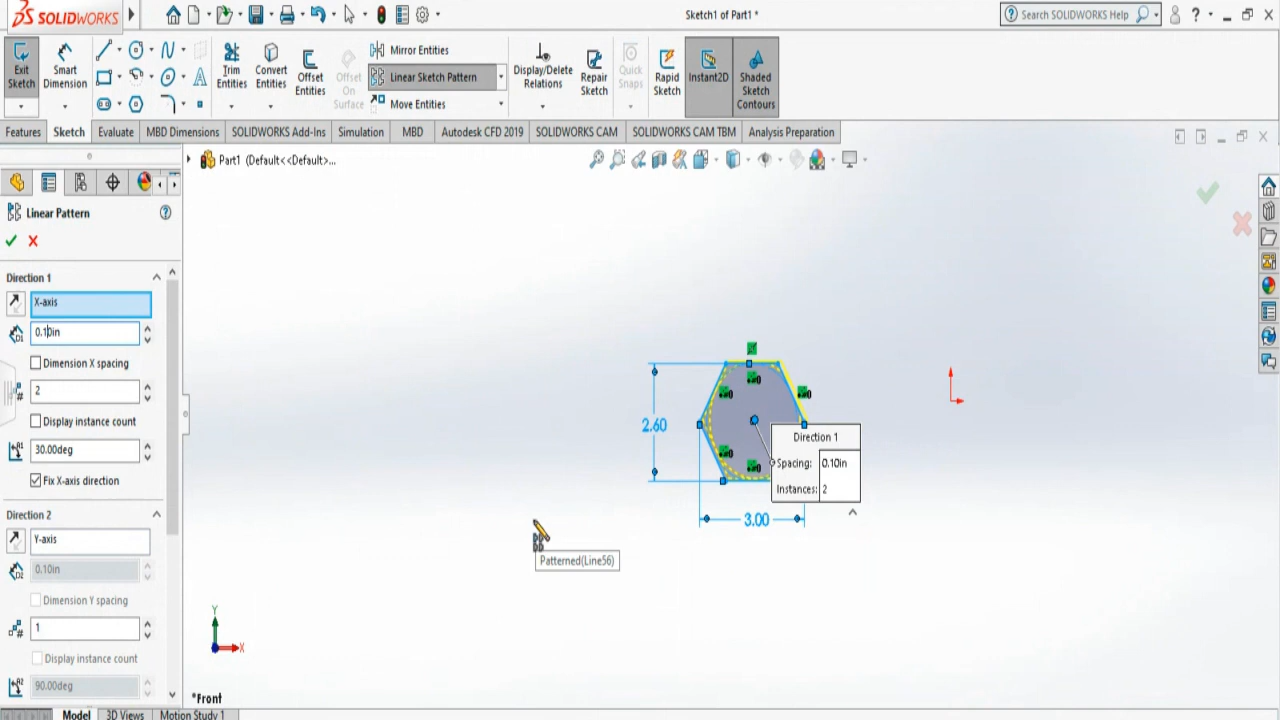 SOLIDWORKS
Sketch1 of Part1 *
Search SOLIDWORKS Help
Exit Sketch
Smart Dimension
Trim Entities
Convert Entities
Offset Entities
Offset On Surface
Mirror Entities
Linear Sketch Pattern
Move Entities
Display/Delete Relations
Repair Sketch
Quick Snaps
Rapid Sketch
Instant2D
Shaded Sketch Contours
Features Sketch Evaluate MBD Dimensions SOLIDWORKS Add-Ins Simulation MBD Autodesk CFD 2019 SOLIDWORKS CAM SOLIDWORKS CAM TBM Analysis Preparation
Part1 (Default<<Default>...
Linear Pattern
Direction 1
X-axis
0.10in
Dimension X spacing
2
Display instance count
30.00deg
Fix X-axis direction
Direction 2
Y-axis
0.10in
Dimension Y spacing
1
Display instance count
90.00deg
2.60
3.00
Direction 1
Spacing: 0.10in
Instances: 2
Patterned(Line56)
Y
X
*Front
Model 3D Views Motion Study 1